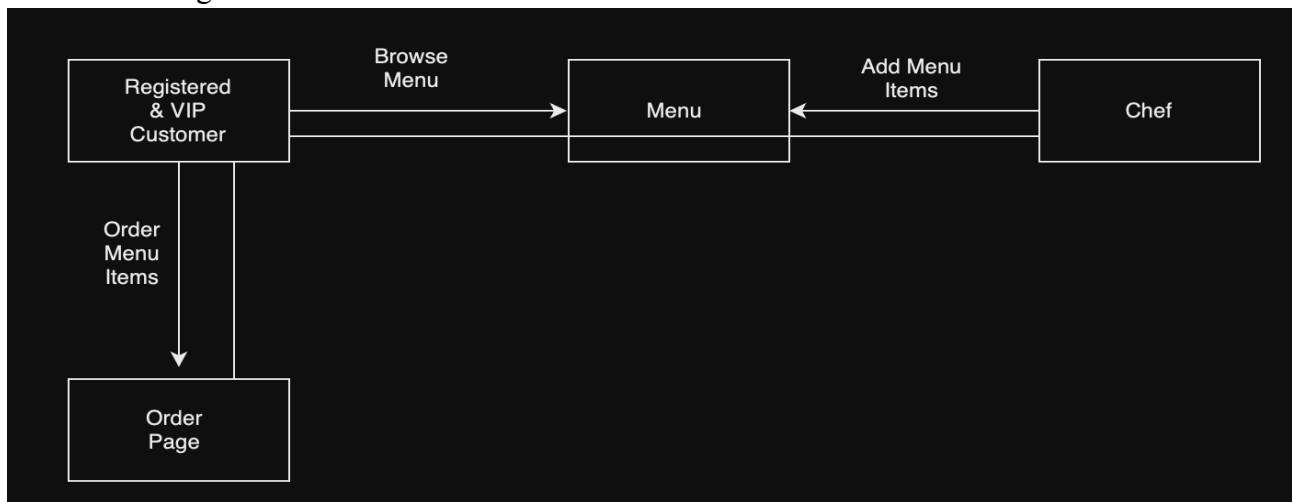 Registered
& VIP
Customer
Browse
Menu
Menu
Add Menu
Items
Chef
Order
Menu
Items
Order
Page